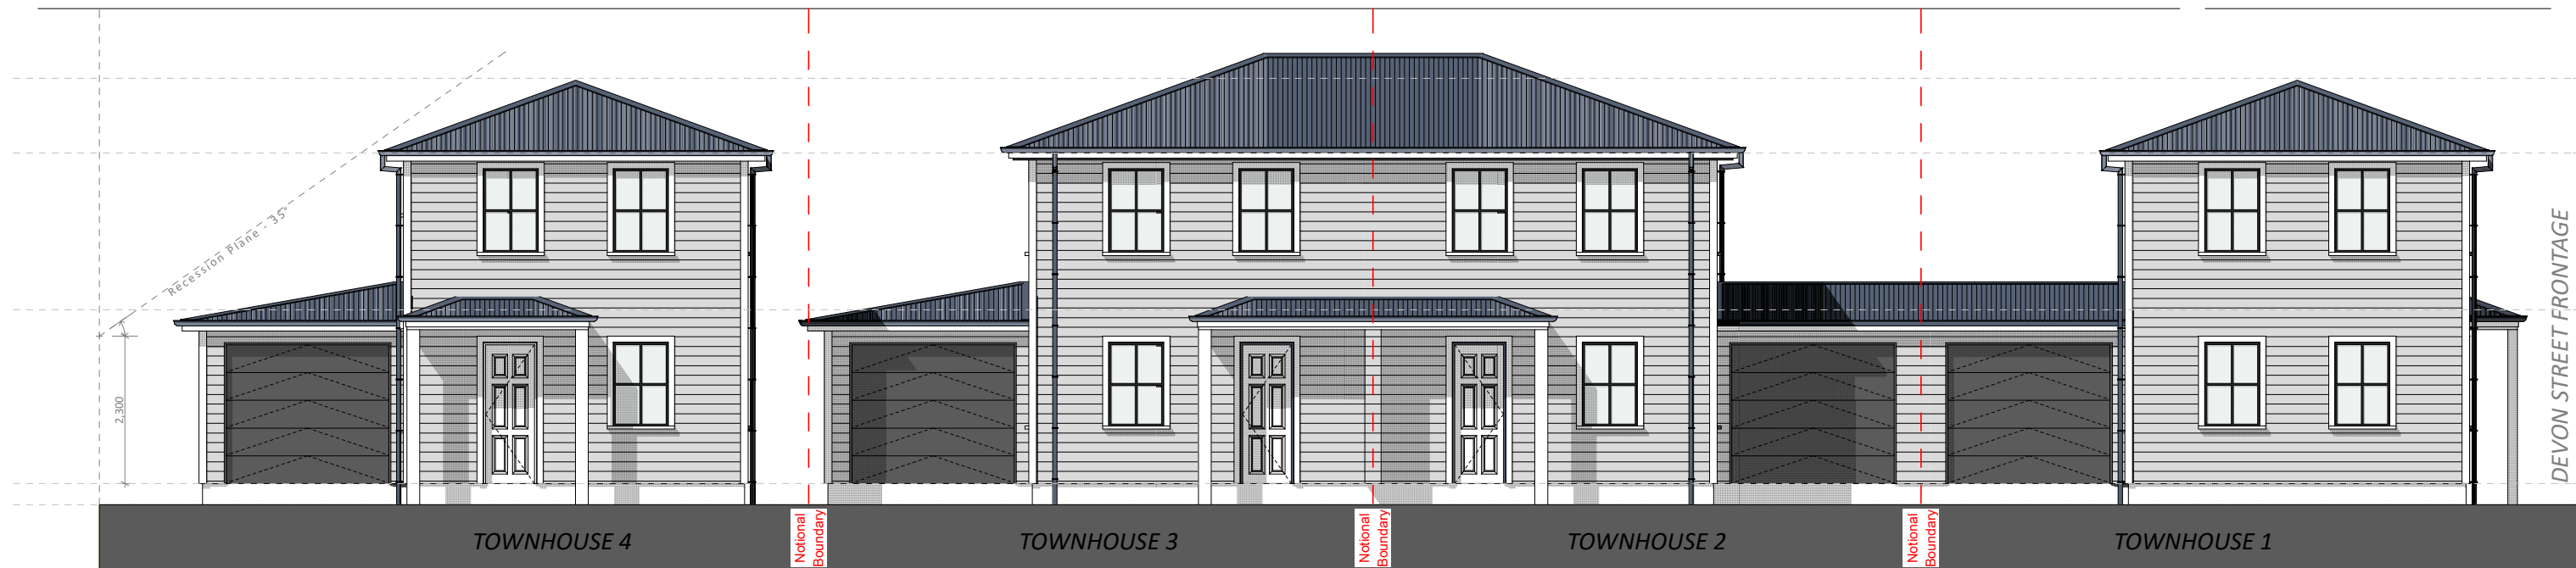 Recession Plane - 35°
2,300
DEVON STREET FRONTAGE
TOWNHOUSE 4
Notional
Boundary
TOWNHOUSE 3
Notional
Boundary
TOWNHOUSE 2
Notional
Boundary
TOWNHOUSE 1